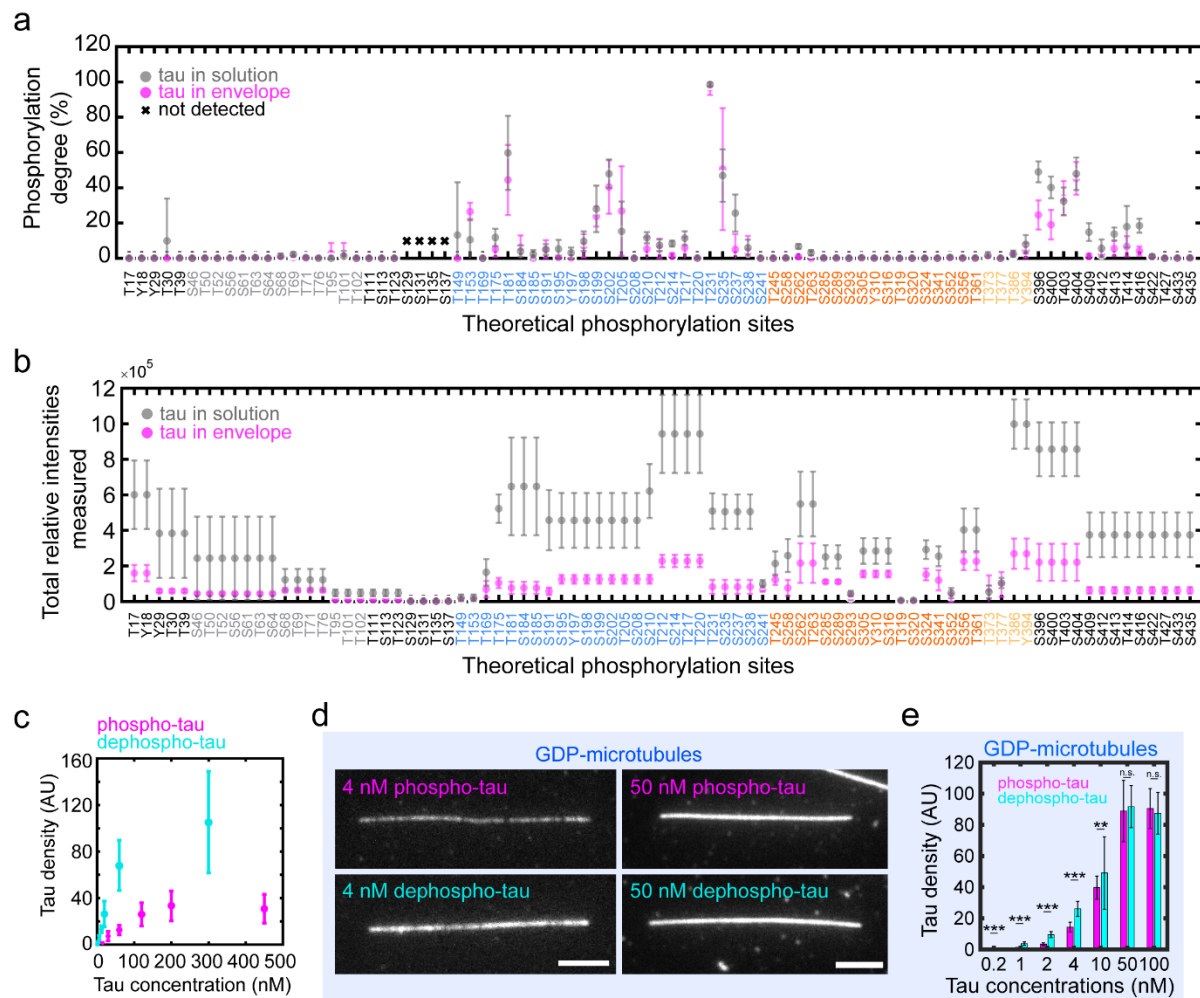 a
120
100
80
60
40
20
0
Phosphorylation
degree (%)
tau in solution
tau in envelope
not detected
T17 Y18 Y29 T30 T39 S46 T50 T52 S56 S61 T63 S64 S68 T69 T71 T76 T95 T101 T102 T111 S113 T123 S129 S131 T135 S137 T149 T153 T169 T175 T181 S184 S185 S191 S195 Y197 S198 S199 S202 T205 S208 S210 T212 S214 T217 T220 T231 S235 S237 S238 S241 T245 S258 S262 T263 S285 S289 S293 S305 Y310 S316 T319 S320 S324 S341 S352 S356 T361 T373 T377 T386 Y394 S396 S400 T403 S404 S409 S412 S413 T414 S416 S422 T427 S433 S435
Theoretical phosphorylation sites
b
×10⁵
12
10
8
6
4
2
0
Total relative intensities
measured
tau in solution
tau in envelope
T17 Y18 Y29 T30 T39 S46 T50 T52 S56 S61 T63 S64 S68 T69 T71 T76 T95 T101 T102 T111 S113 T123 S129 S131 T135 S137 T149 T153 T169 T175 T181 S184 S185 S191 S195 Y197 S198 S199 S202 T205 S208 S210 T212 S214 T217 T220 T231 S235 S237 S238 S241 T245 S258 S262 T263 S285 S289 S293 S305 Y310 S316 T319 S320 S324 S341 S352 S356 T361 T373 T377 T386 Y394 S396 S400 T403 S404 S409 S412 S413 T414 S416 S422 T427 S433 S435
Theoretical phosphorylation sites
c
phospho-tau
dephospho-tau
160
120
80
40
0
Tau density (AU)
0 100 200 300 400 500
Tau concentration (nM)
d
GDP-microtubules
4 nM phospho-tau
50 nM phospho-tau
4 nM dephospho-tau
50 nM dephospho-tau
e
GDP-microtubules
120
100
80
60
40
20
0
Tau density (AU)
phospho-tau
dephospho-tau
*** *** *** *** ** n.s. n.s.
0.2 1 2 4 10 50 100
Tau concentrations (nM)